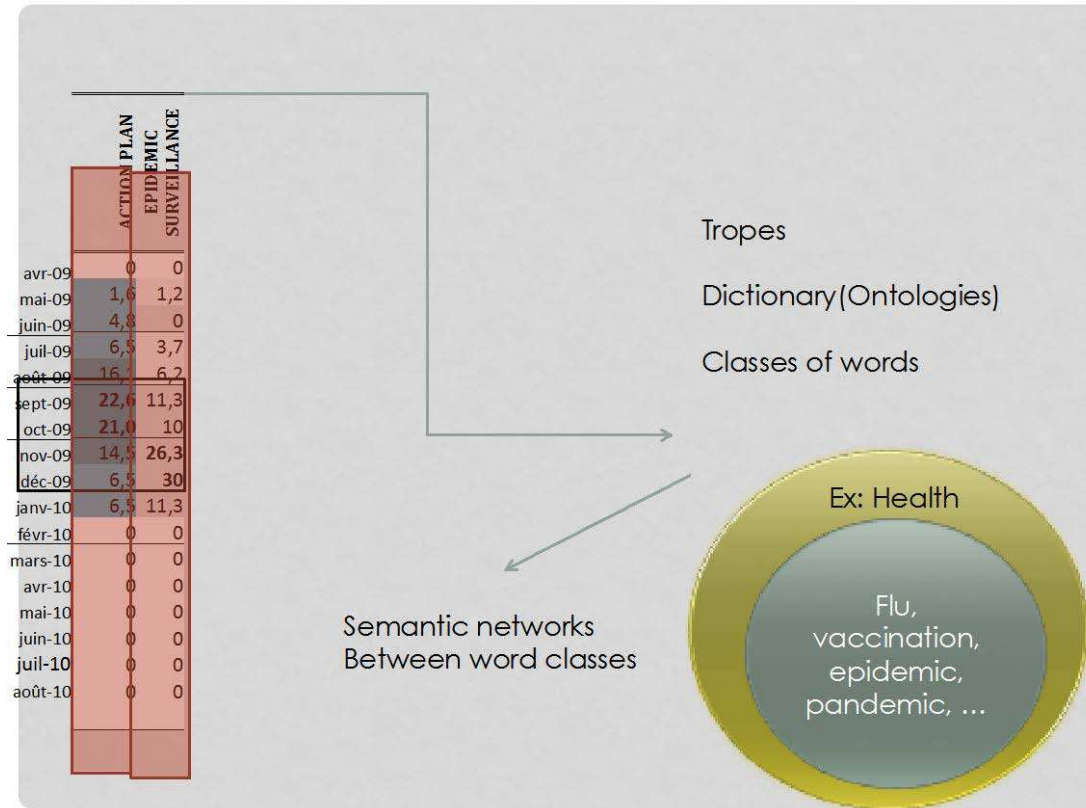 ACTION PLAN
EPIDEMIC
SURVEILLANCE
avr-09 0 0
mai-09 1,6 1,2
juin-09 4,8 0
juil-09 6,5 3,7
août-09 16,1 6,2
sept-09 22,6 11,3
oct-09 21,0 10
nov-09 14,5 26,3
déc-09 6,5 30
janv-10 6,5 11,3
févr-10 0 0
mars-10 0 0
avr-10 0 0
mai-10 0 0
juin-10 0 0
juil-10 0 0
août-10 0 0
Tropes
Dictionary(Ontologies)
Classes of words
Ex: Health
Flu,
vaccination,
epidemic,
pandemic, ...
Semantic networks
Between word classes